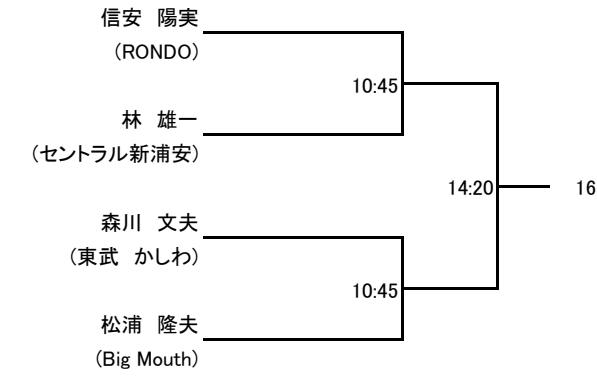 信安　陽実
(RONDO)
10:45
林　雄一
(セントラル新浦安)
14:20
16
森川　文夫
(東武　かしわ)
10:45
松浦　隆夫
(Big Mouth)